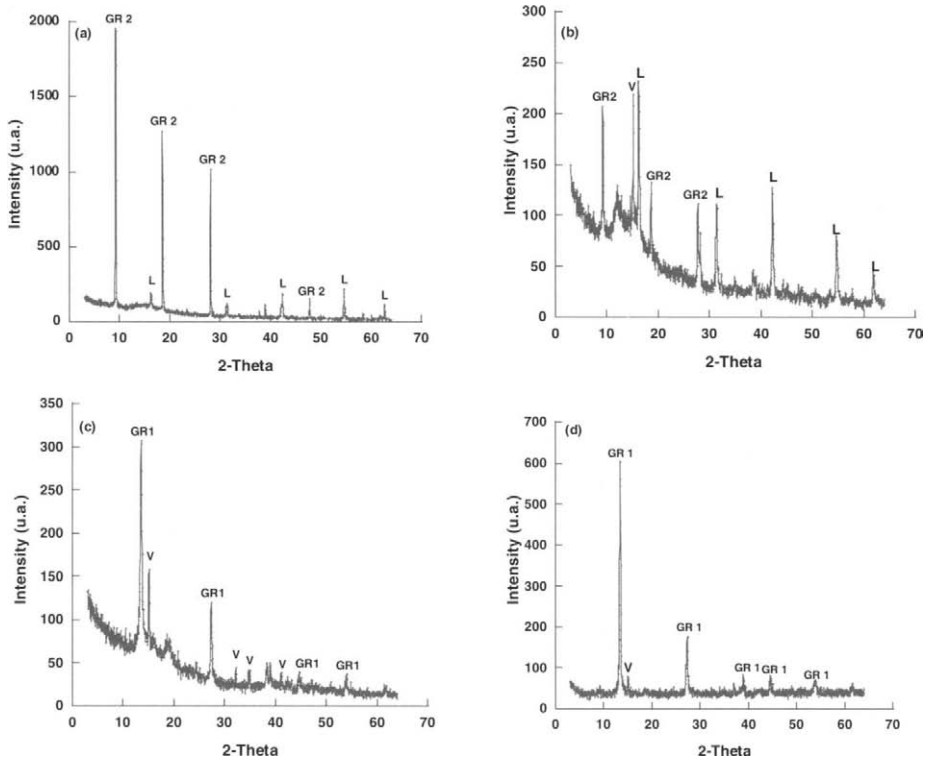 (a)
GR 2
GR 2
GR 2
L
L
L
GR 2
L
L
2000
1500
1000
500
0
Intensity (u.a.)
0 10 20 30 40 50 60 70
2-Theta
(b)
GR2
V
L
GR2
GR2
L
L
L
L
300
250
200
150
100
50
0
Intensity (u.a.)
0 10 20 30 40 50 60 70
2-Theta
(c)
GR1
V
GR1
V
V
V
GR1
GR1
350
300
250
200
150
100
50
0
Intensity (u.a.)
0 10 20 30 40 50 60 70
2-Theta
(d)
GR 1
V
GR 1
GR 1
GR 1
GR 1
700
600
500
400
300
200
100
0
Intensity (u.a.)
0 10 20 30 40 50 60 70
2-Theta